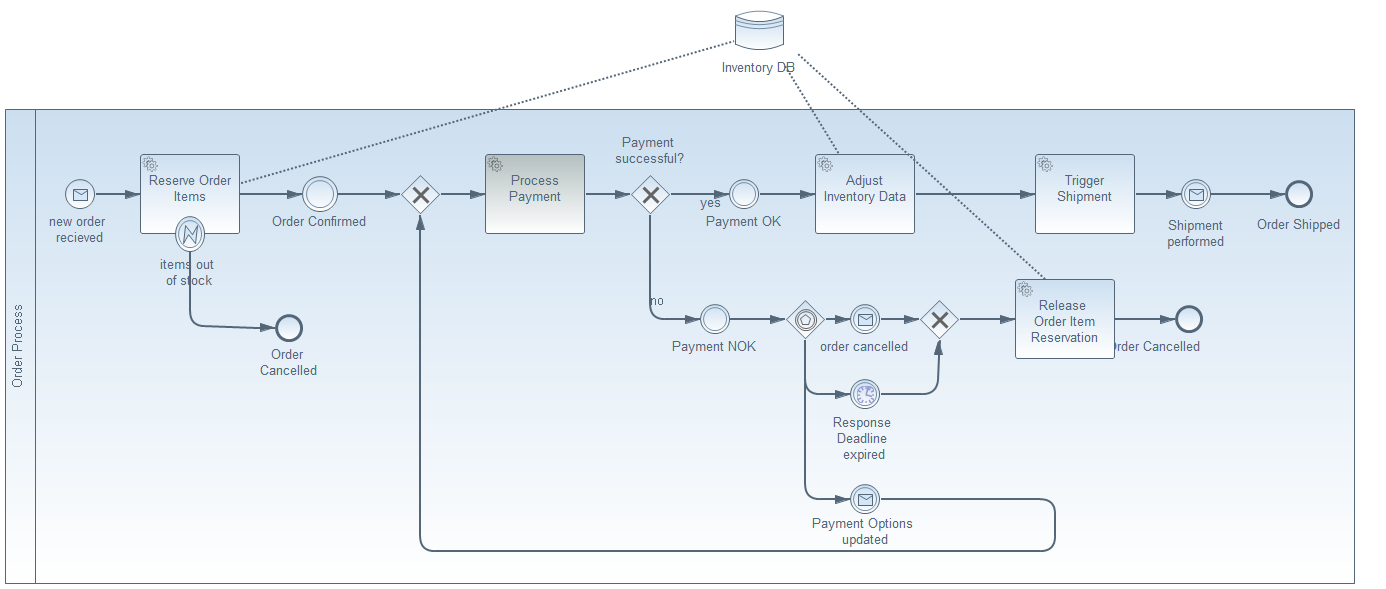 Inventory DB
Order Process
new order
recieved
Reserve Order
Items
items out
of stock
Order
Cancelled
Order Confirmed
Process
Payment
Payment
successful?
yes
Payment OK
no
Adjust
Inventory Data
Trigger
Shipment
Shipment
performed
Order Shipped
Payment NOK
order cancelled
Response
Deadline
expired
Payment Options
updated
Release
Order Item
Reservation
Order Cancelled